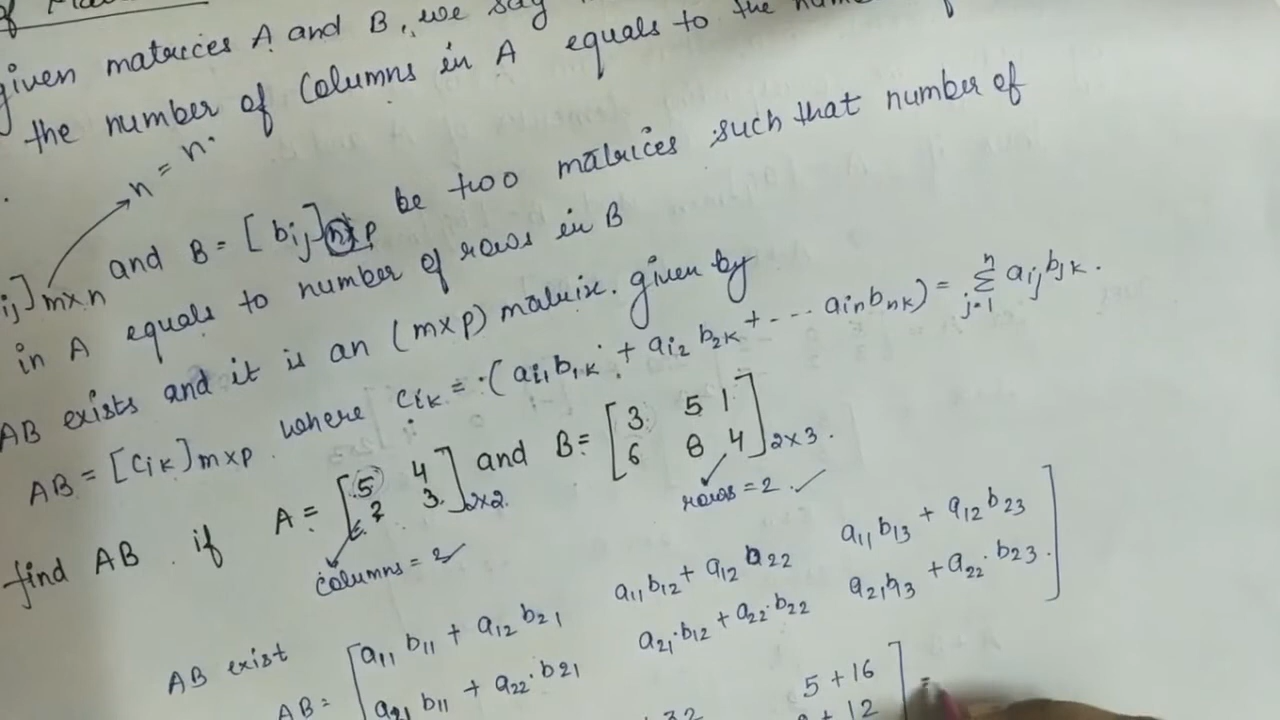 given matrices A and B, we say
the number of Columns in A equals to the
n = n.
ij]m×n and B = [bij]n×p be two matrices such that number of
in A equals to number of rows in B
AB exists and it is an (m×p) matrix. given by
AB = [Cik]m×p where Cik = (ai1 b1k + ai2 b2k + --- ain bnk) = Σ j=1 n aij bjk.
find AB if A = [5 4 2 3]2×2 and B = [3 5 1 6 8 4]2×3.
columns = 2 ✓ rows = 2 ✓
AB exist
AB = [a11 b11 + a12 b21 a11 b12 + a12 b22 a11 b13 + a12 b23]
a21 b11 + a22·b21 a21·b12 + a22·b22 a21 b13 + a22·b23
5 + 16 =
+ 32 + 12